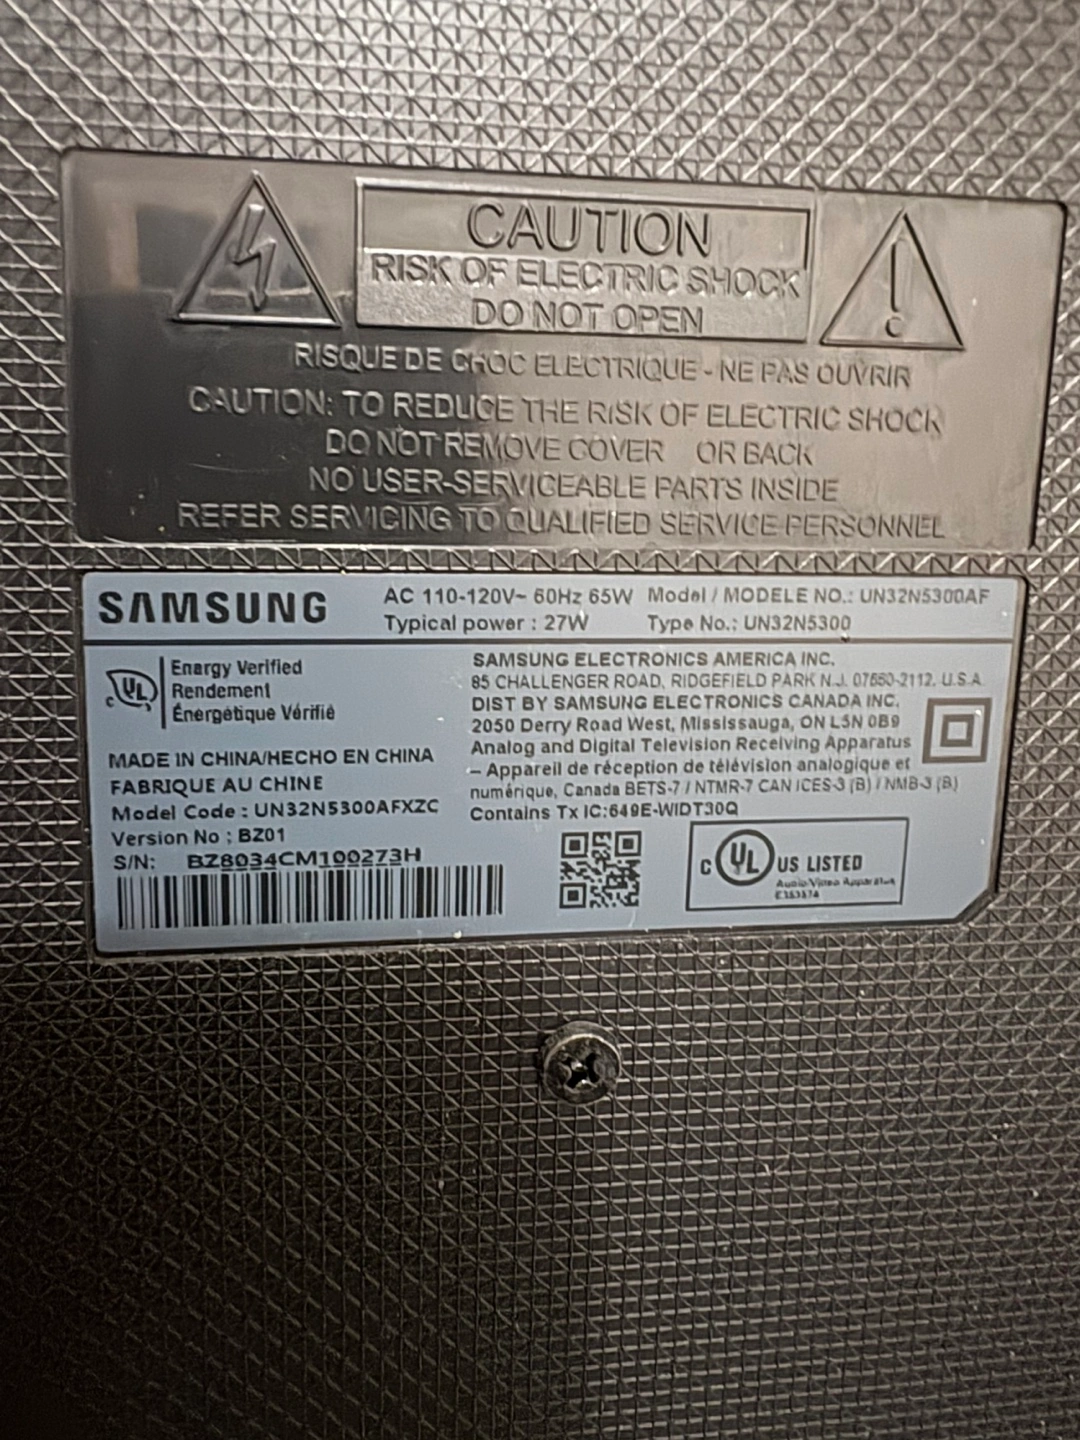 CAUTION
RISK OF ELECTRIC SHOCK
DO NOT OPEN
RISQUE DE CHOC ELECTRIQUE - NE PAS OUVRIR
CAUTION: TO REDUCE THE RISK OF ELECTRIC SHOCK
DO NOT REMOVE COVER OR BACK
NO USER-SERVICEABLE PARTS INSIDE
REFER SERVICING TO QUALIFIED SERVICE PERSONNEL
SAMSUNG
AC 110-120V~ 60Hz 65W Model / MODELE NO.: UN32N5300AF
Typical power : 27W Type No.: UN32N5300
Energy Verified
Rendement
Énergétique Vérifié
c UL
MADE IN CHINA/HECHO EN CHINA
FABRIQUE AU CHINE
Model Code : UN32N5300AFXZC
Version No : BZ01
S/N: BZ8034CM100273H
SAMSUNG ELECTRONICS AMERICA INC.
85 CHALLENGER ROAD, RIDGEFIELD PARK N.J. 07660-2112, U.S.A
DIST BY SAMSUNG ELECTRONICS CANADA INC.
2050 Derry Road West, Mississauga, ON L5N 0B9
Analog and Digital Television Receiving Apparatus
– Appareil de réception de télévision analogique et
numérique, Canada BETS-7 / NTMR-7 CAN ICES-3 (B) / NMB-3 (B)
Contains Tx IC:649E-WIDT30Q
c UL US LISTED
Audio/Video Apparatus